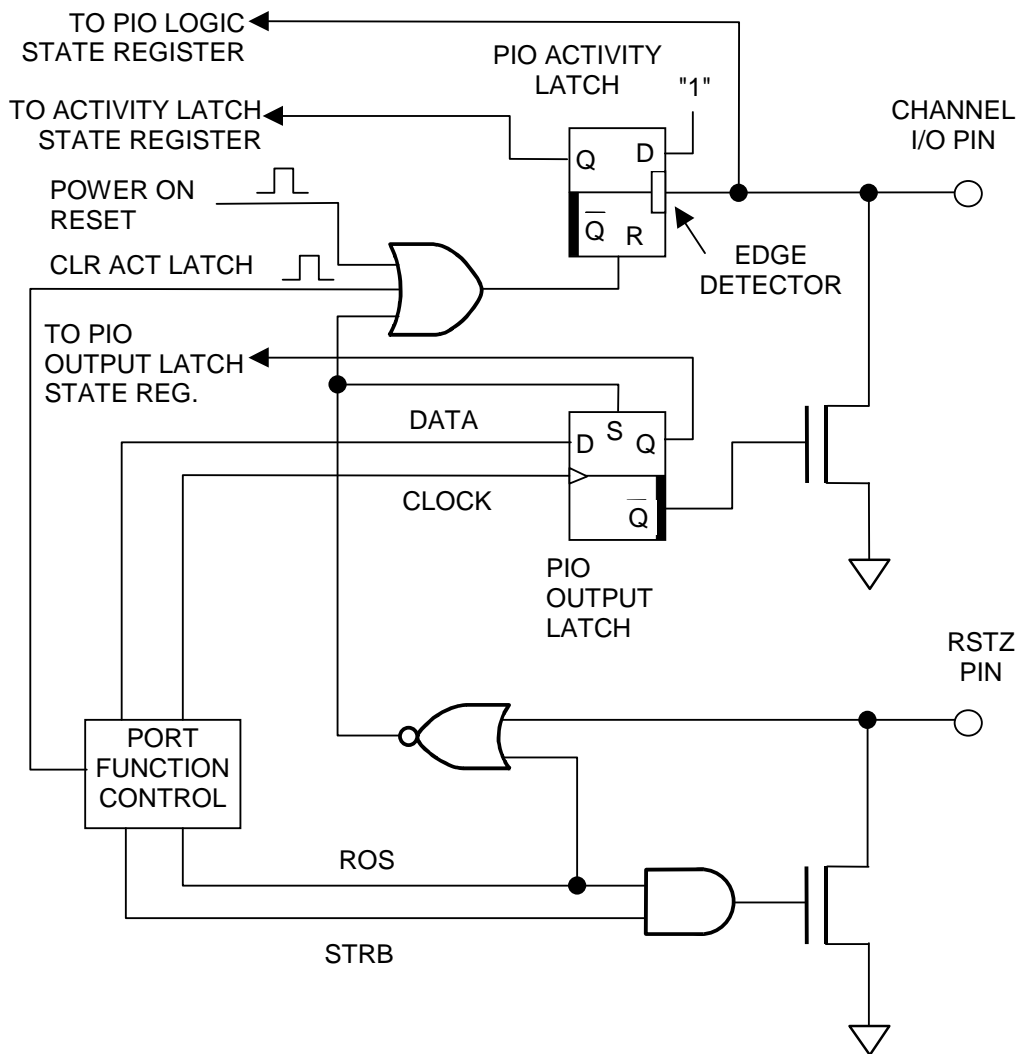 TO PIO LOGIC
STATE REGISTER
PIO ACTIVITY
LATCH
"1"
TO ACTIVITY LATCH
STATE REGISTER
CHANNEL
I/O PIN
Q
D
POWER ON
RESET
Q
R
CLR ACT LATCH
EDGE
DETECTOR
TO PIO
OUTPUT LATCH
STATE REG.
DATA
D
S
Q
CLOCK
Q
PIO
OUTPUT
LATCH
RSTZ
PIN
PORT
FUNCTION
CONTROL
ROS
STRB